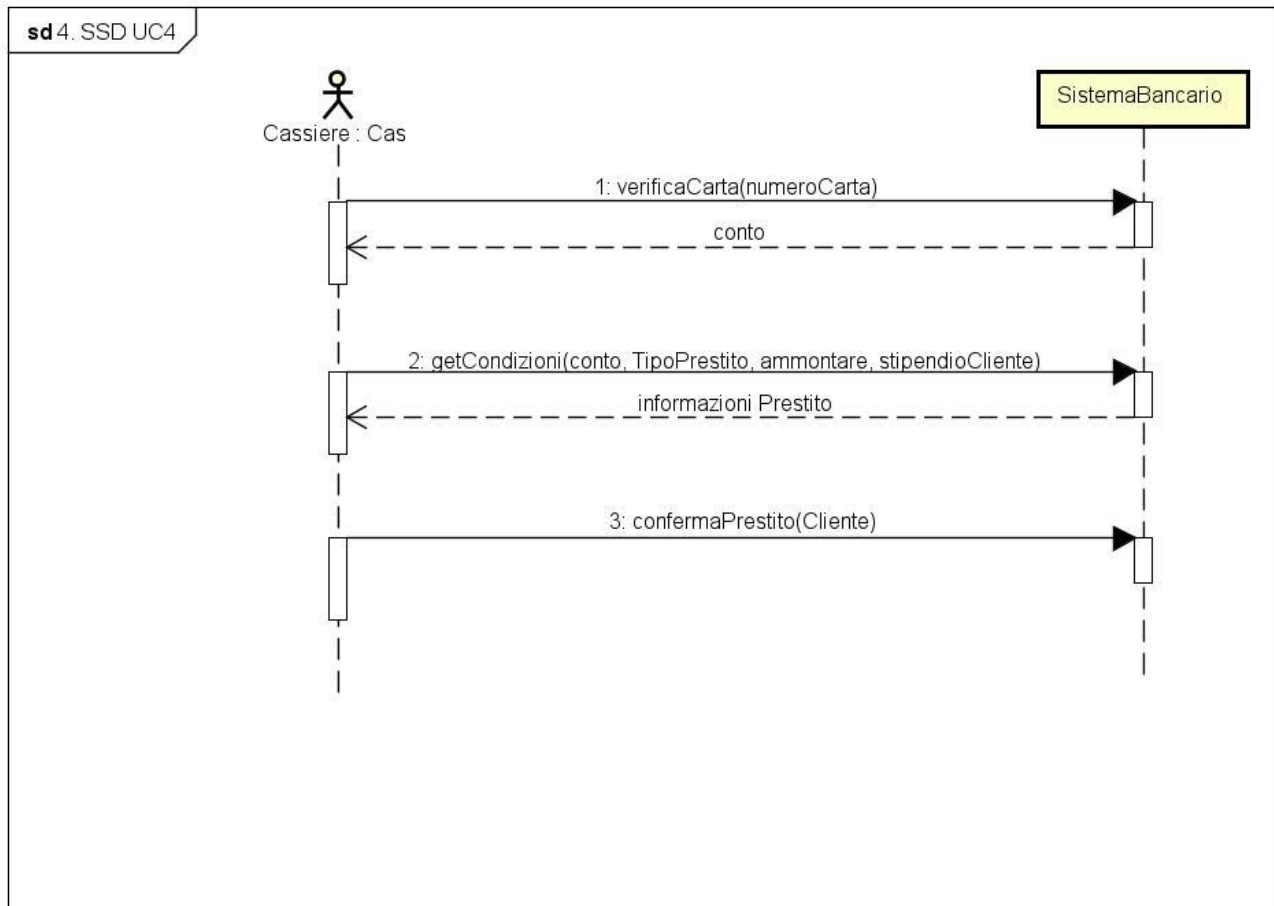 sd 4. SSD UC4
Cassiere : Cas
SistemaBancario
1: verificaCarta(numeroCarta)
conto
2: getCondizioni(conto, TipoPrestito, ammontare, stipendioCliente)
informazioni Prestito
3: confermaPrestito(Cliente)